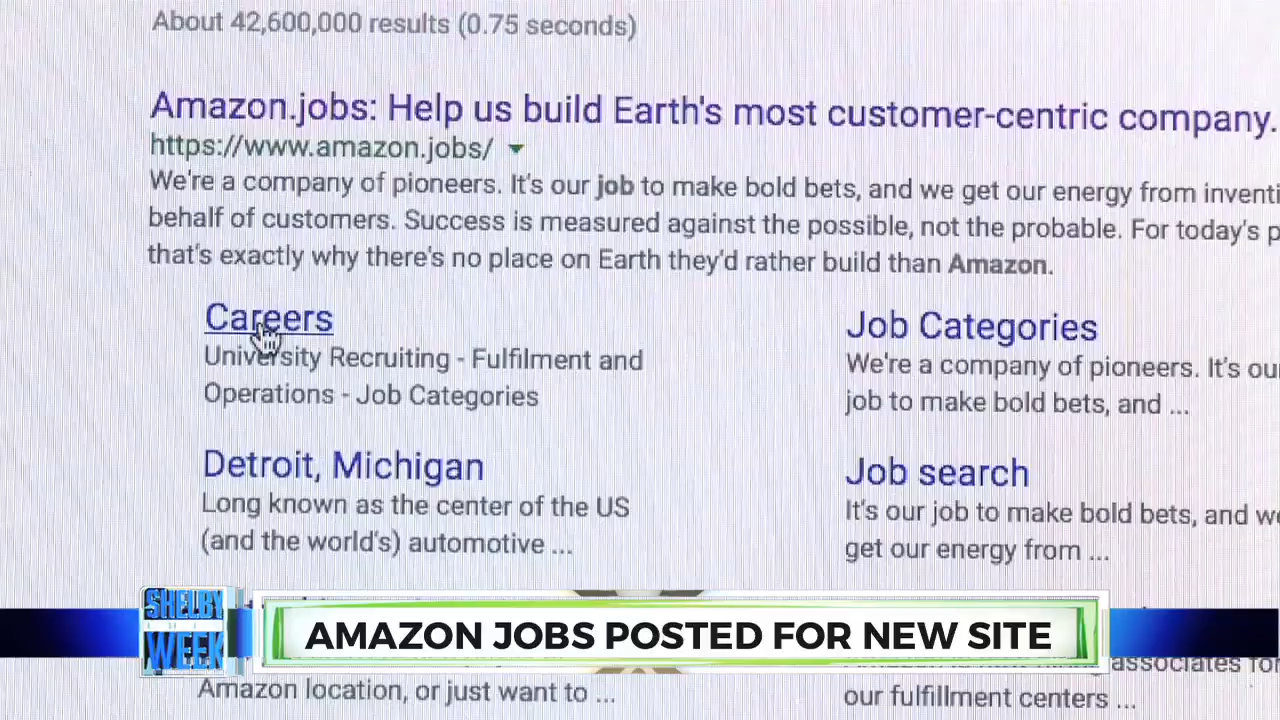 About 42,600,000 results (0.75 seconds)
Amazon.jobs: Help us build Earth's most customer-centric company.
https://www.amazon.jobs/
We're a company of pioneers. It's our job to make bold bets, and we get our energy from
behalf of customers. Success is measured against the possible, not the probable. For today's
that's exactly why there's no place on Earth they'd rather build than Amazon.
Careers
University Recruiting - Fulfilment and
Operations - Job Categories
Job Categories
We're a company of pioneers. It's
job to make bold bets, and ...
Detroit, Michigan
Long known as the center of the US
(and the world's) automotive ...
Job search
It's our job to make bold bets, and
get our energy from ...
SHELBY
WEEK
AMAZON JOBS POSTED FOR NEW SITE
Amazon location, or just want to ...
associates for
our fulfillment centers ...